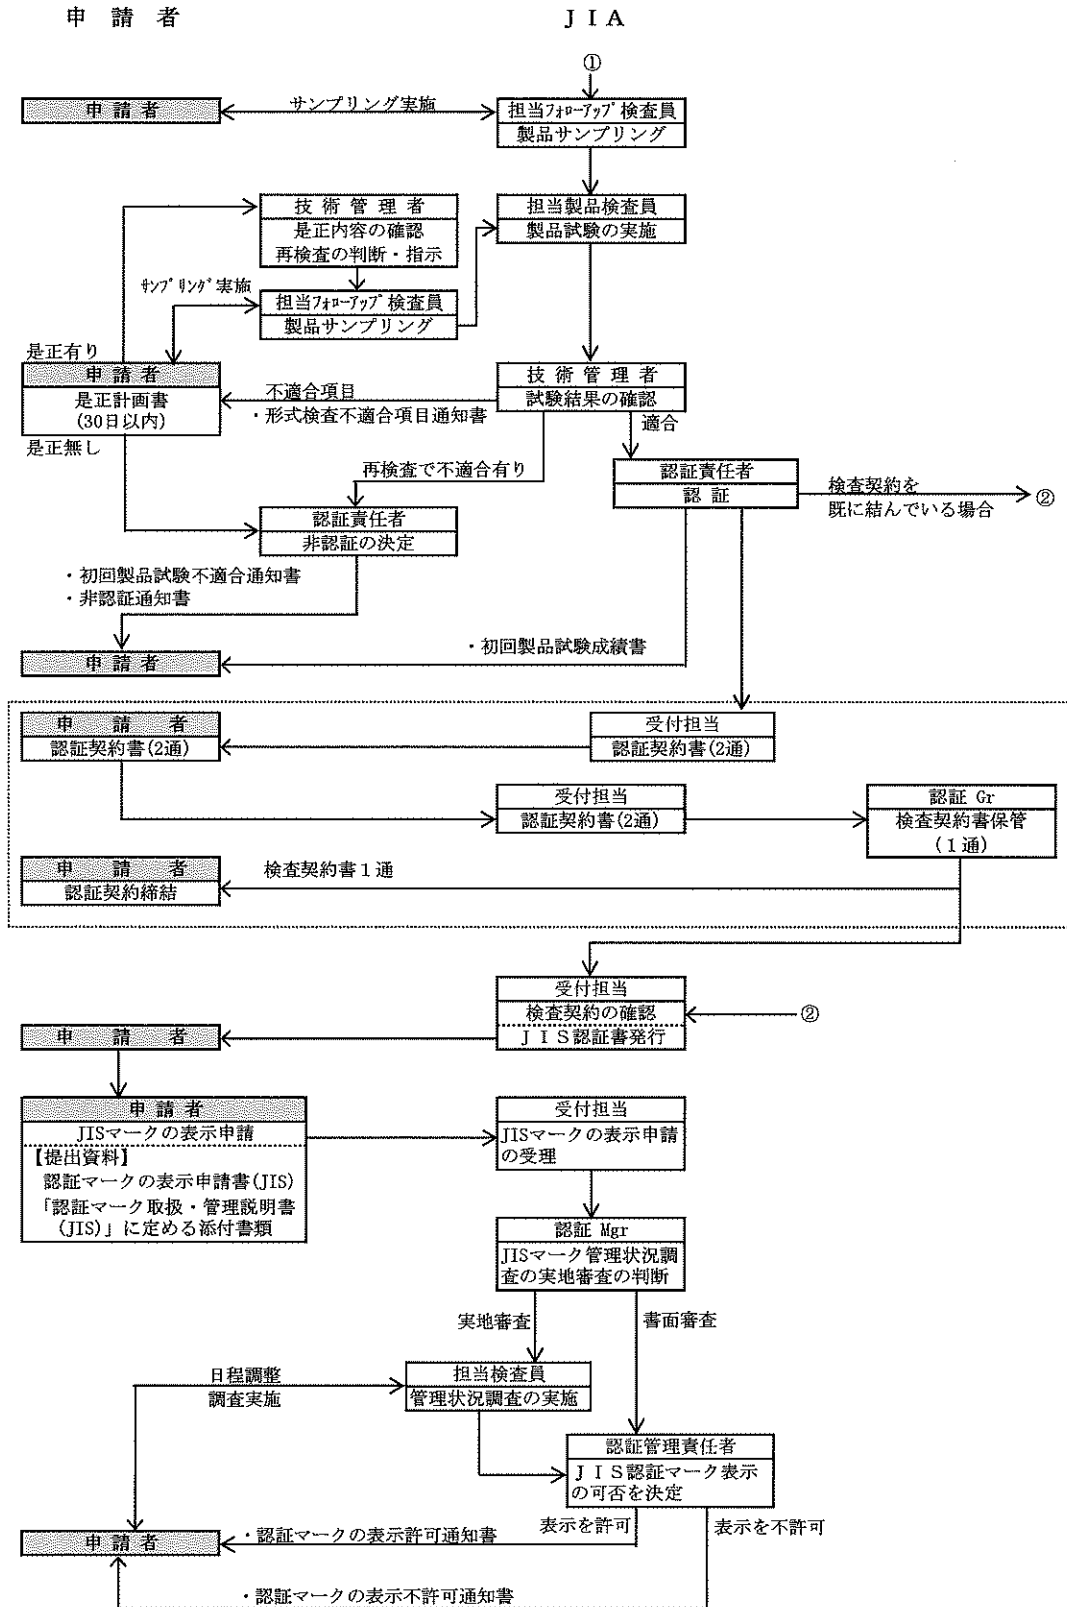 申 請 者
J I A
①
申 請 者
サンプリング実施
担当フォローアップ検査員
製品サンプリング
技 術 管 理 者
是正内容の確認
再検査の判断・指示
担当製品検査員
製品試験の実施
サンプリング実施
担当フォローアップ検査員
製品サンプリング
是正有り
申 請 者
是正計画書
(30日以内)
是正無し
不適合項目
・形式検査不適合項目通知書
技 術 管 理 者
試験結果の確認
適合
再検査で不適合有り
認証責任者
認 証
検査契約を
既に結んでいる場合
②
認証責任者
非認証の決定
・初回製品試験不適合通知書
・非認証通知書
申 請 者
・初回製品試験成績書
申 請 者
認証契約書(2通)
受付担当
認証契約書(2通)
受付担当
認証契約書(2通)
認証 Gr
検査契約書保管
(1通)
申 請 者
認証契約締結
検査契約書1通
受付担当
検査契約の確認
JIS認証書発行
②
申 請 者
申 請 者
JISマークの表示申請
【提出資料】
認証マークの表示申請書(JIS)
「認証マーク取扱・管理説明書
(JIS)」に定める添付書類
受付担当
JISマークの表示申請
の受理
認証 Mgr
JISマーク管理状況調
査の実地審査の判断
実地審査
書面審査
日程調整
調査実施
担当検査員
管理状況調査の実施
認証管理責任者
JIS認証マーク表示
の可否を決定
申 請 者
・認証マークの表示許可通知書
表示を許可
表示を不許可
・認証マークの表示不許可通知書